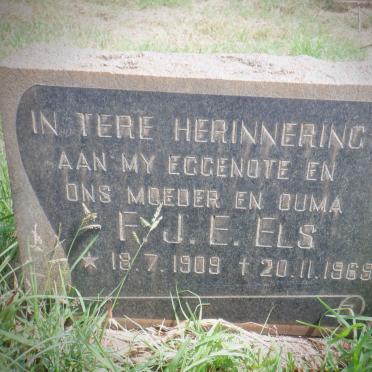 IN TERE HERINNERING
AAN MY EGGENOTE EN
ONS MOEDER EN OUMA
F. J. E. ELS
* 18.7.1909 + 20.11.1969